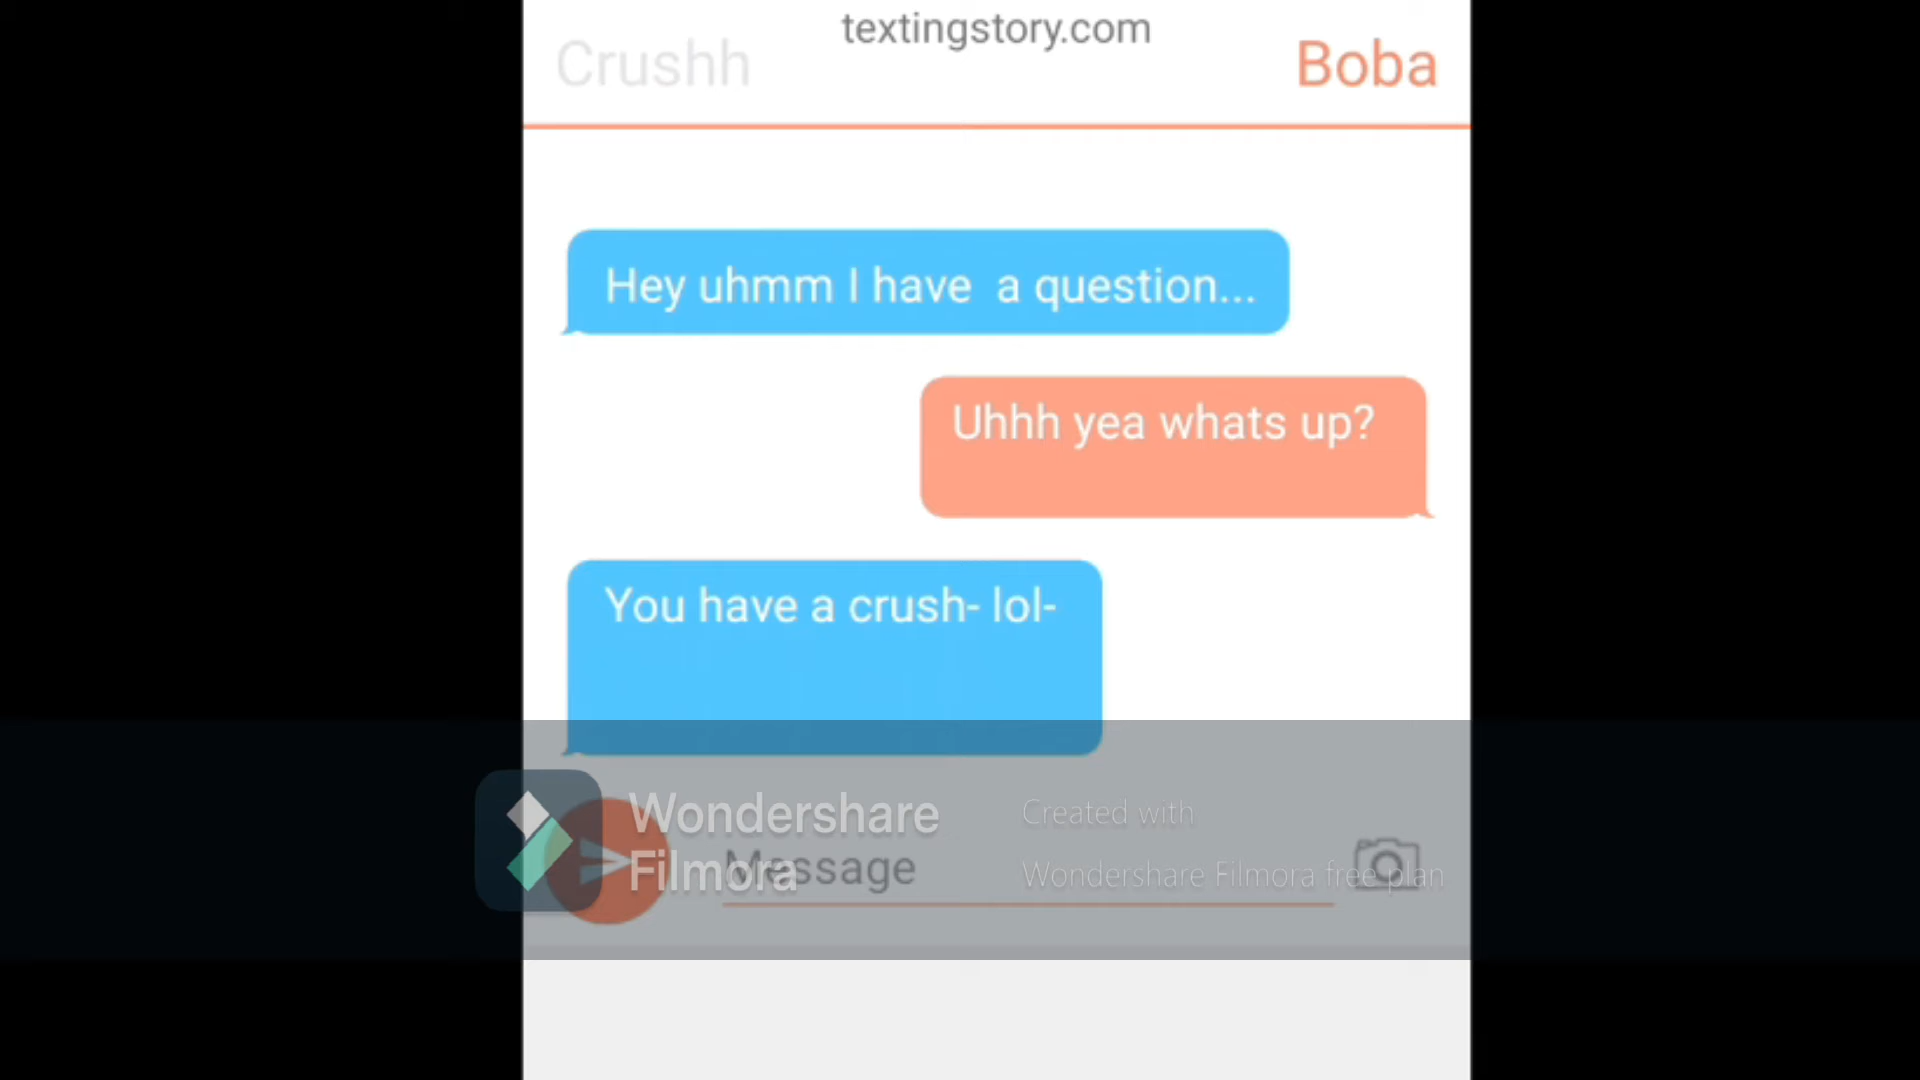 textingstory.com
Crushh
Boba
Hey uhmm I have  a question...
Uhhh yea whats up?
You have a crush- lol-
Wondershare
Filmora
Message
Created with
Wondershare Filmora free plan